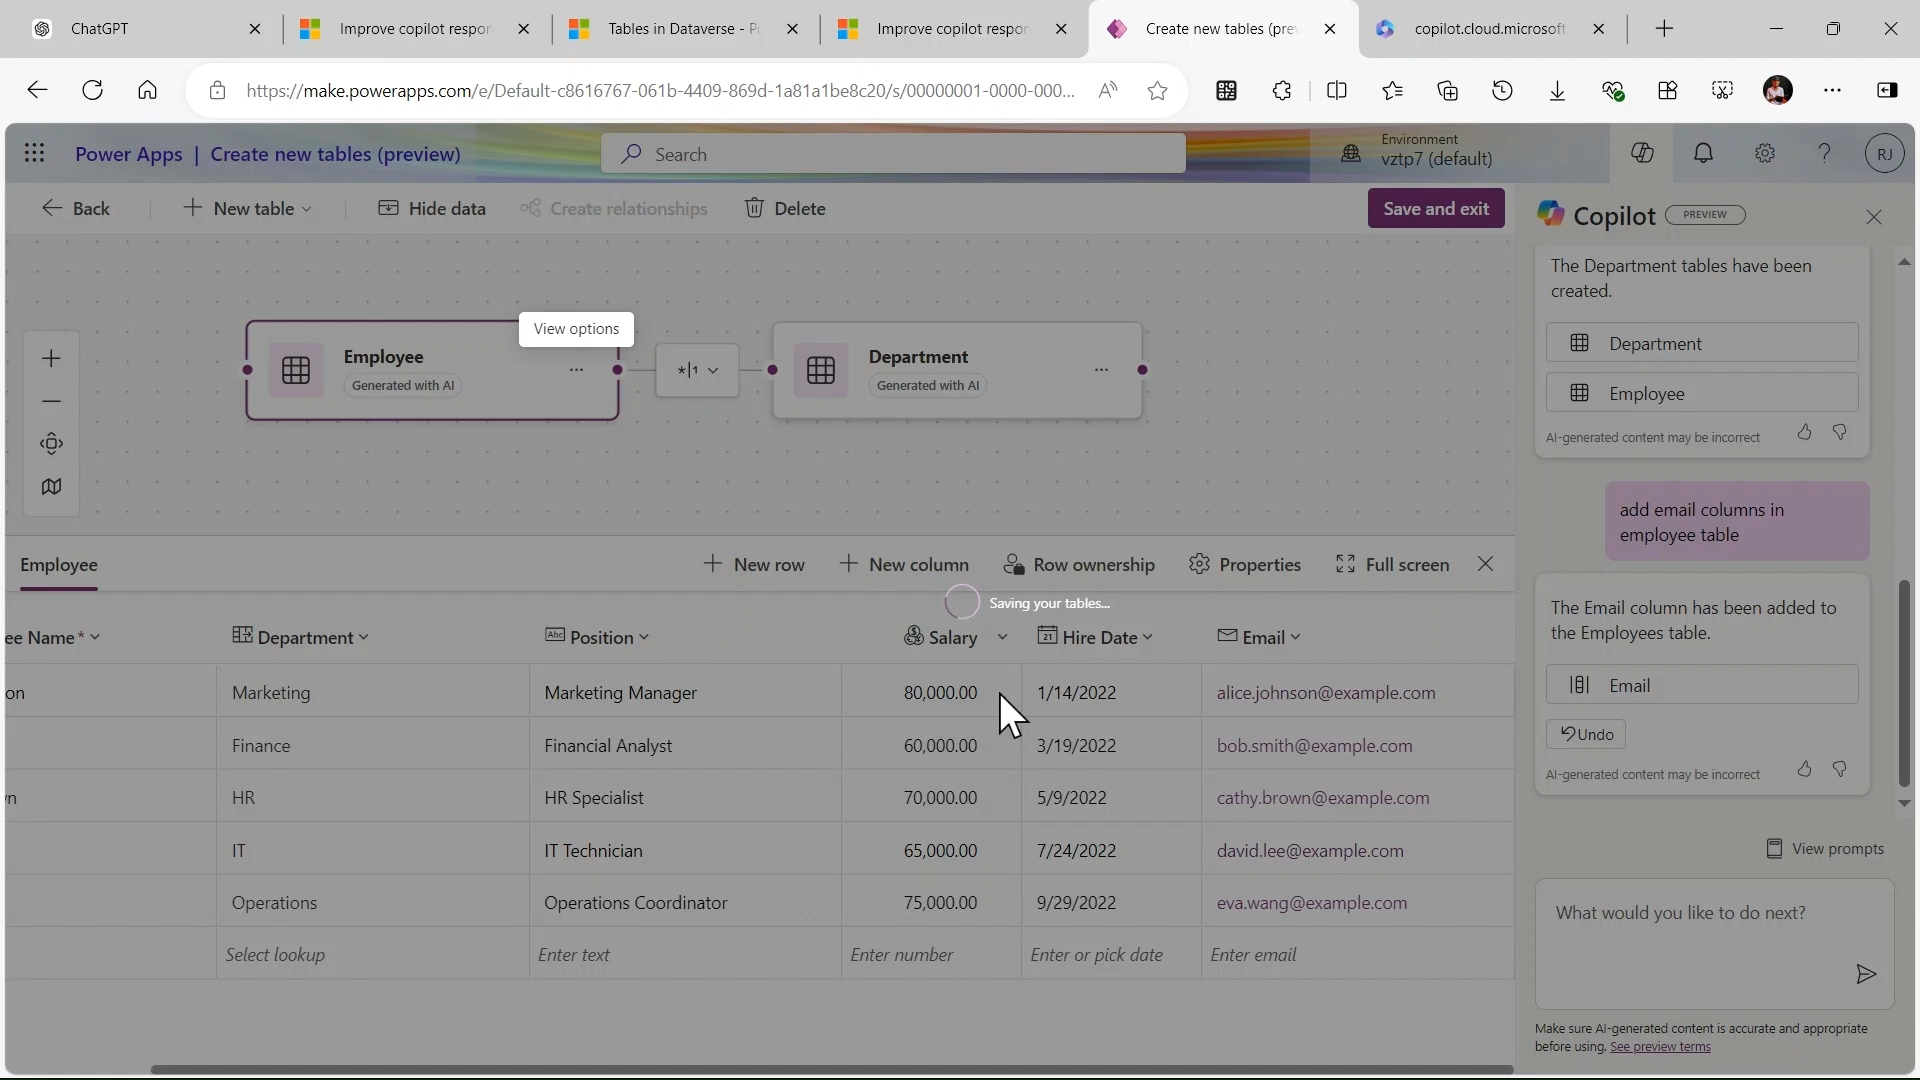 ChatGPT
Improve copilot respon
Tables in Dataverse - Po
Improve copilot respon
Create new tables (prev
copilot.cloud.microsoft
https://make.powerapps.com/e/Default-c8616767-061b-4409-869d-1a81a1be8c20/s/00000001-0000-000...
Power Apps | Create new tables (preview)
Search
Environment
vztp7 (default)
RJ
Back
New table
Hide data
Create relationships
Delete
Save and exit
Copilot
PREVIEW
The Department tables have been
created.
Department
Employee
AI-generated content may be incorrect
add email columns in
employee table
The Email column has been added to
the Employees table.
Email
Undo
AI-generated content may be incorrect
View prompts
What would you like to do next?
Make sure AI-generated content is accurate and appropriate
before using. See preview terms
View options
Employee
Generated with AI
*|1
Department
Generated with AI
Employee
New row
New column
Row ownership
Properties
Full screen
Saving your tables...
ee Name * Department Abc Position Salary 21 Hire Date Email
on Marketing Marketing Manager 80,000.00 1/14/2022 alice.johnson@example.com
Finance Financial Analyst 60,000.00 3/19/2022 bob.smith@example.com
n HR HR Specialist 70,000.00 5/9/2022 cathy.brown@example.com
IT IT Technician 65,000.00 7/24/2022 david.lee@example.com
Operations Operations Coordinator 75,000.00 9/29/2022 eva.wang@example.com
Select lookup Enter text Enter number Enter or pick date Enter email